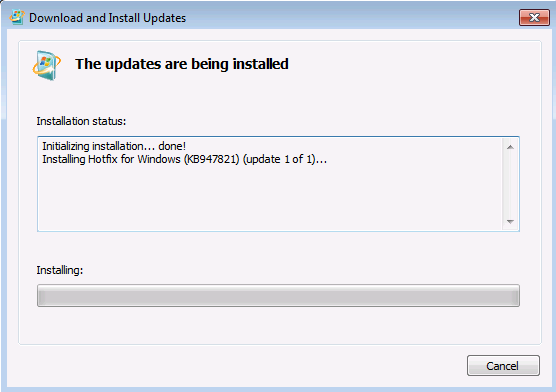 Download and Install Updates
The updates are being installed
Installation status:
Initializing installation... done!
Installing Hotfix for Windows (KB947821) (update 1 of 1)...
Installing:
Cancel